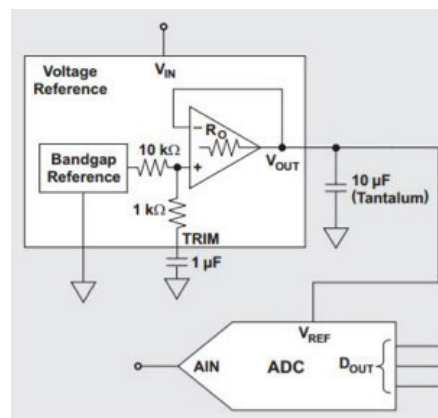 Voltage
Reference
VIN
RO
−
+
10 kΩ
Bandgap
Reference
VOUT
1 kΩ
10 µF
(Tantalum)
TRIM
1 µF
VREF
AIN
ADC
DOUT